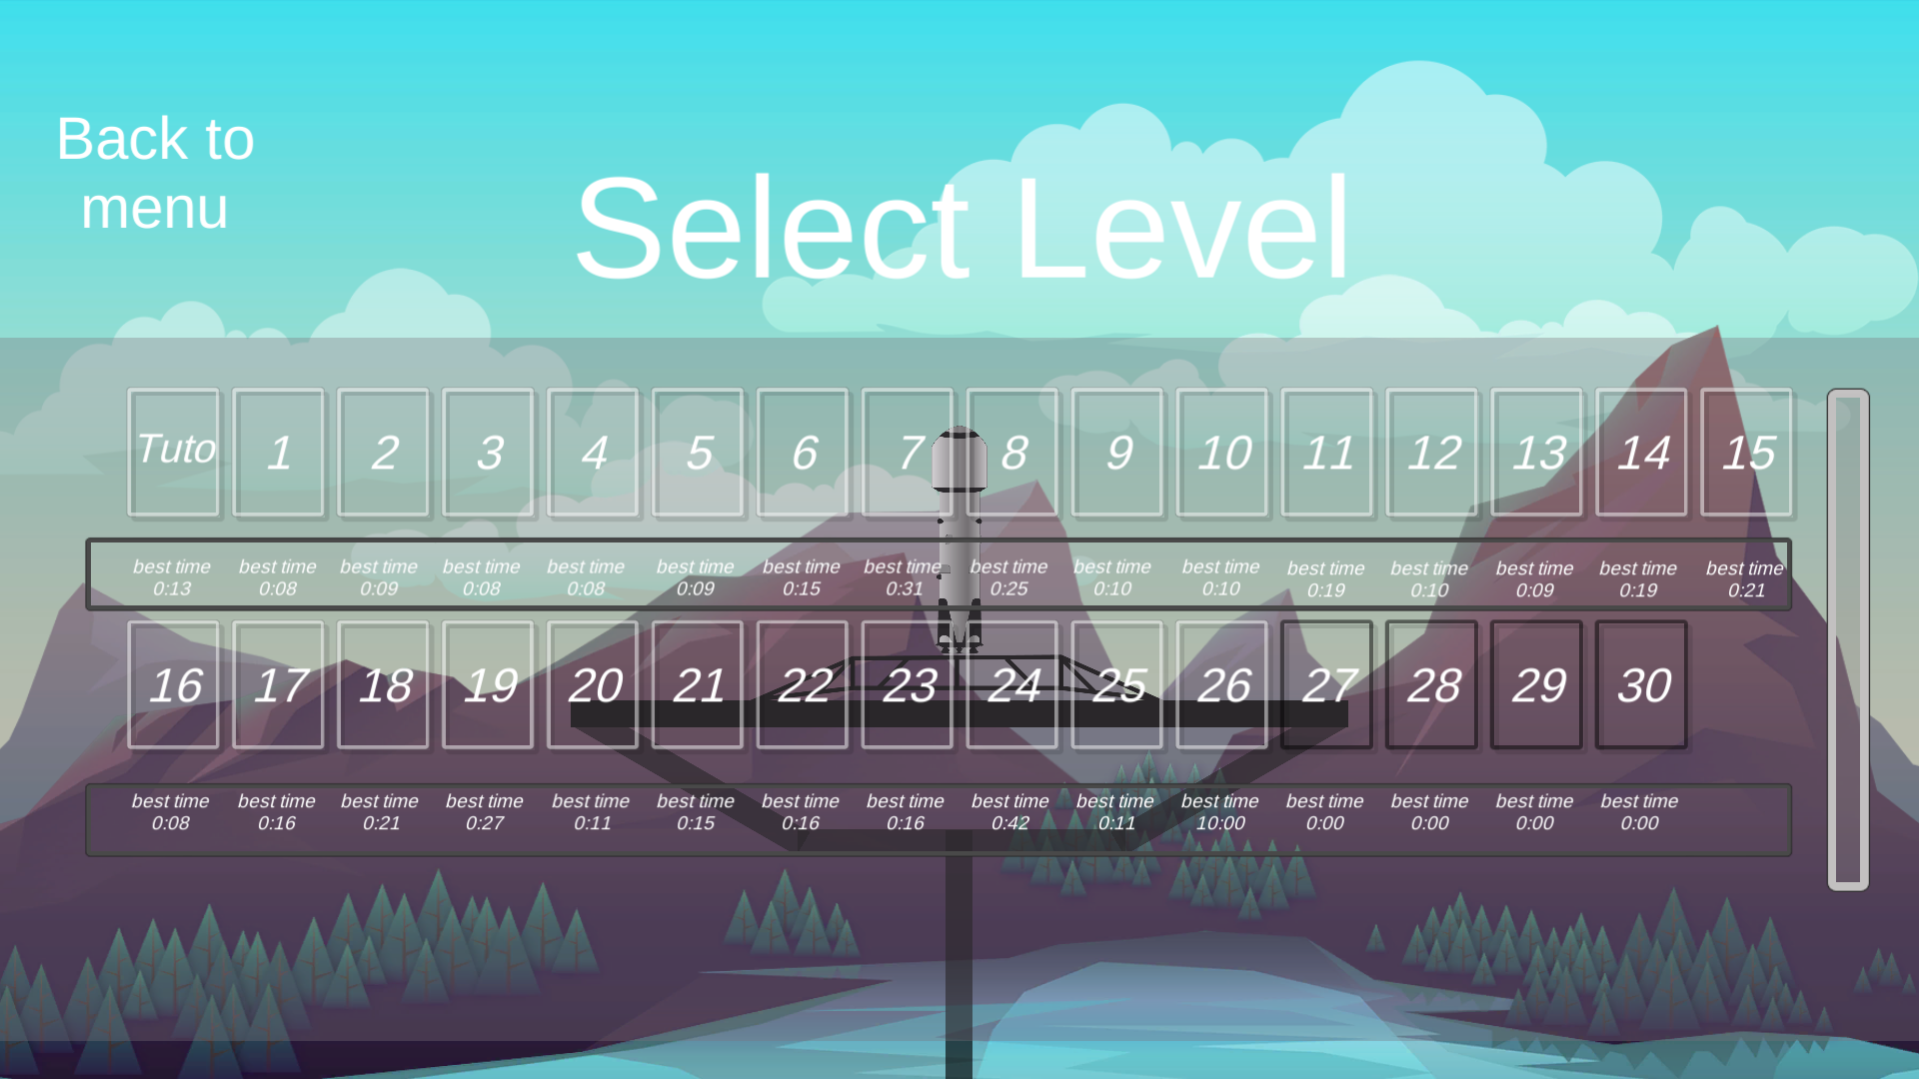 Back to
menu
Select Level
Tuto 1 2 3 4 5 6 7 8 9 10 11 12 13 14 15
best time best time best time best time best time best time best time best time best time best time best time best time best time best time best time best time
0:13 0:08 0:09 0:08 0:08 0:09 0:15 0:31 0:25 0:10 0:10 0:19 0:10 0:09 0:19 0:21
16 17 18 19 20 21 22 23 24 25 26 27 28 29 30
best time best time best time best time best time best time best time best time best time best time best time best time best time best time best time
0:08 0:16 0:21 0:27 0:11 0:15 0:16 0:16 0:42 0:11 10:00 0:00 0:00 0:00 0:00